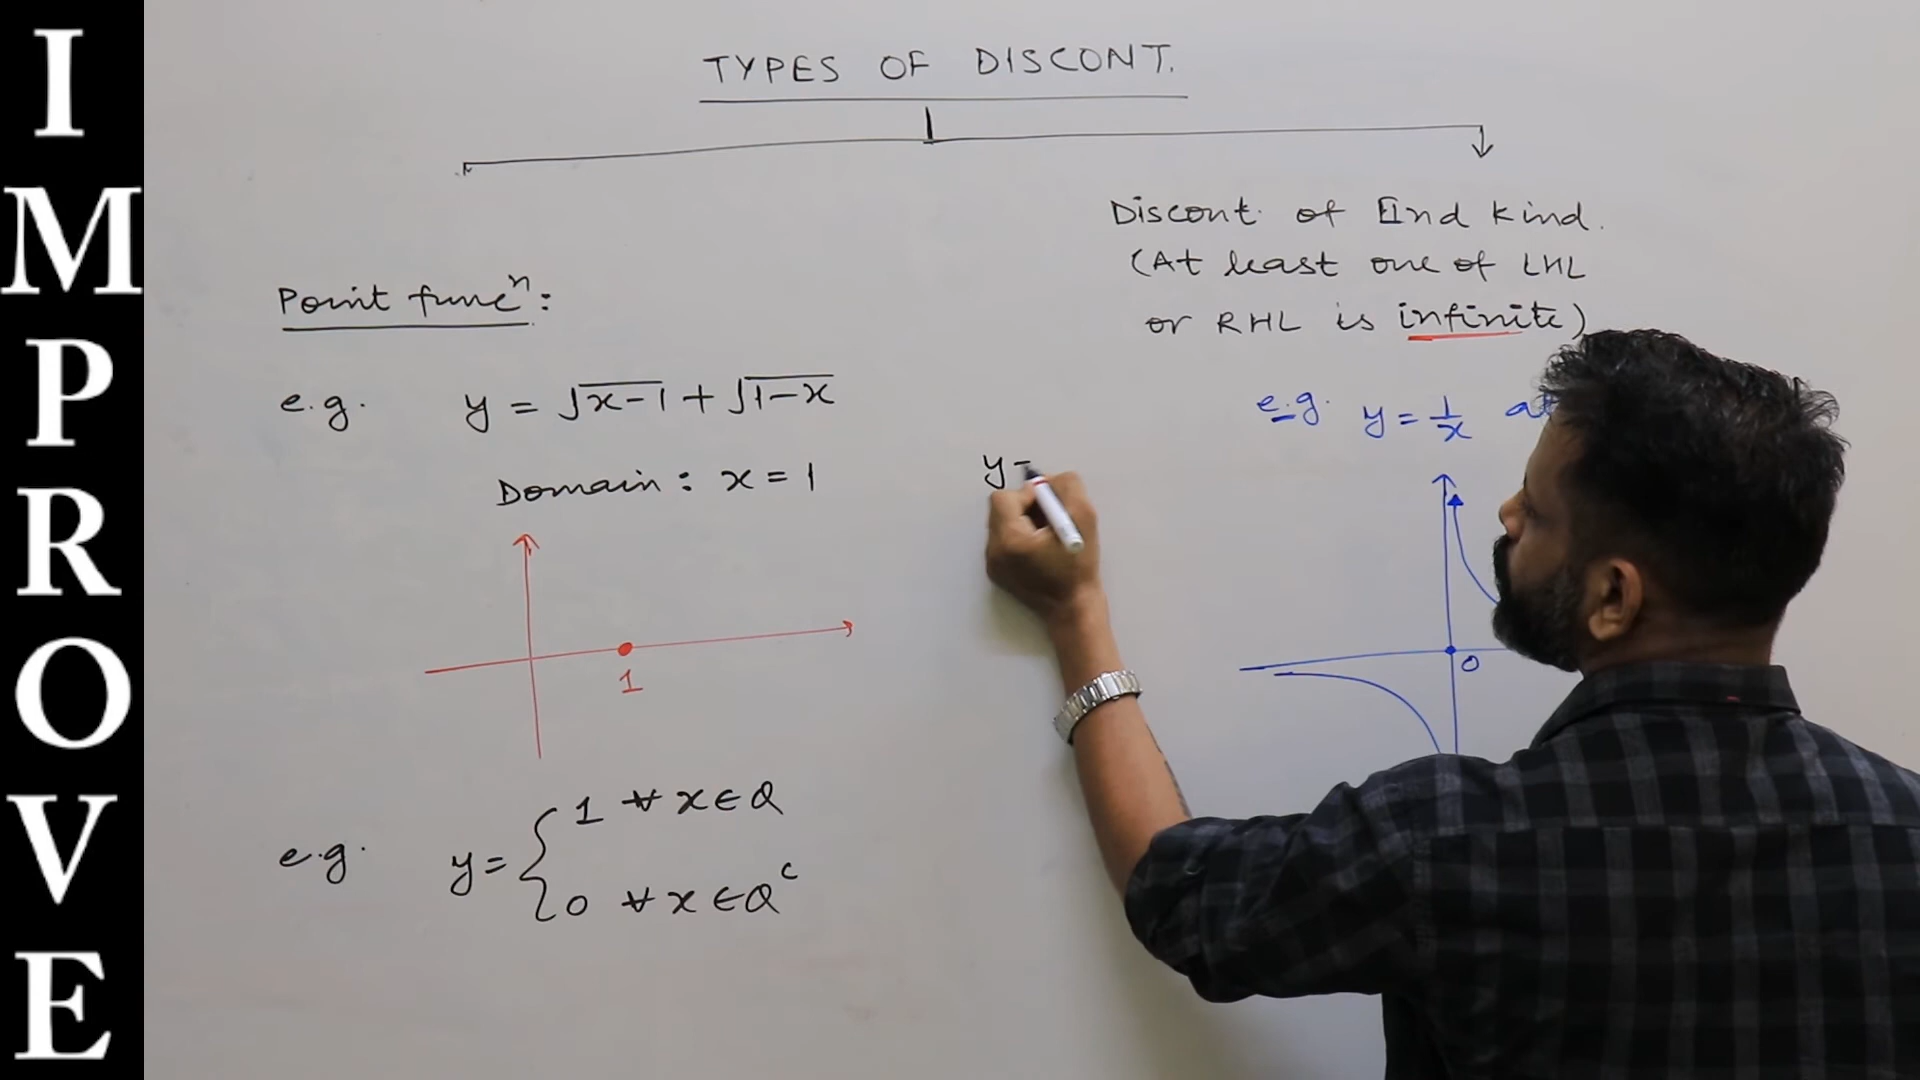 IMPROVE
TYPES OF DISCONT.
Discont. of IInd Kind.
(At least one of LHL
or RHL is infinite)
Point funcⁿ:
e.g. y = √(x-1) + √(1-x)
Domain : x = 1
1
e.g. y = { 1 ∀ x ∈ Q
0 ∀ x ∈ Qᶜ
y =
e.g. y = 1/x at
0